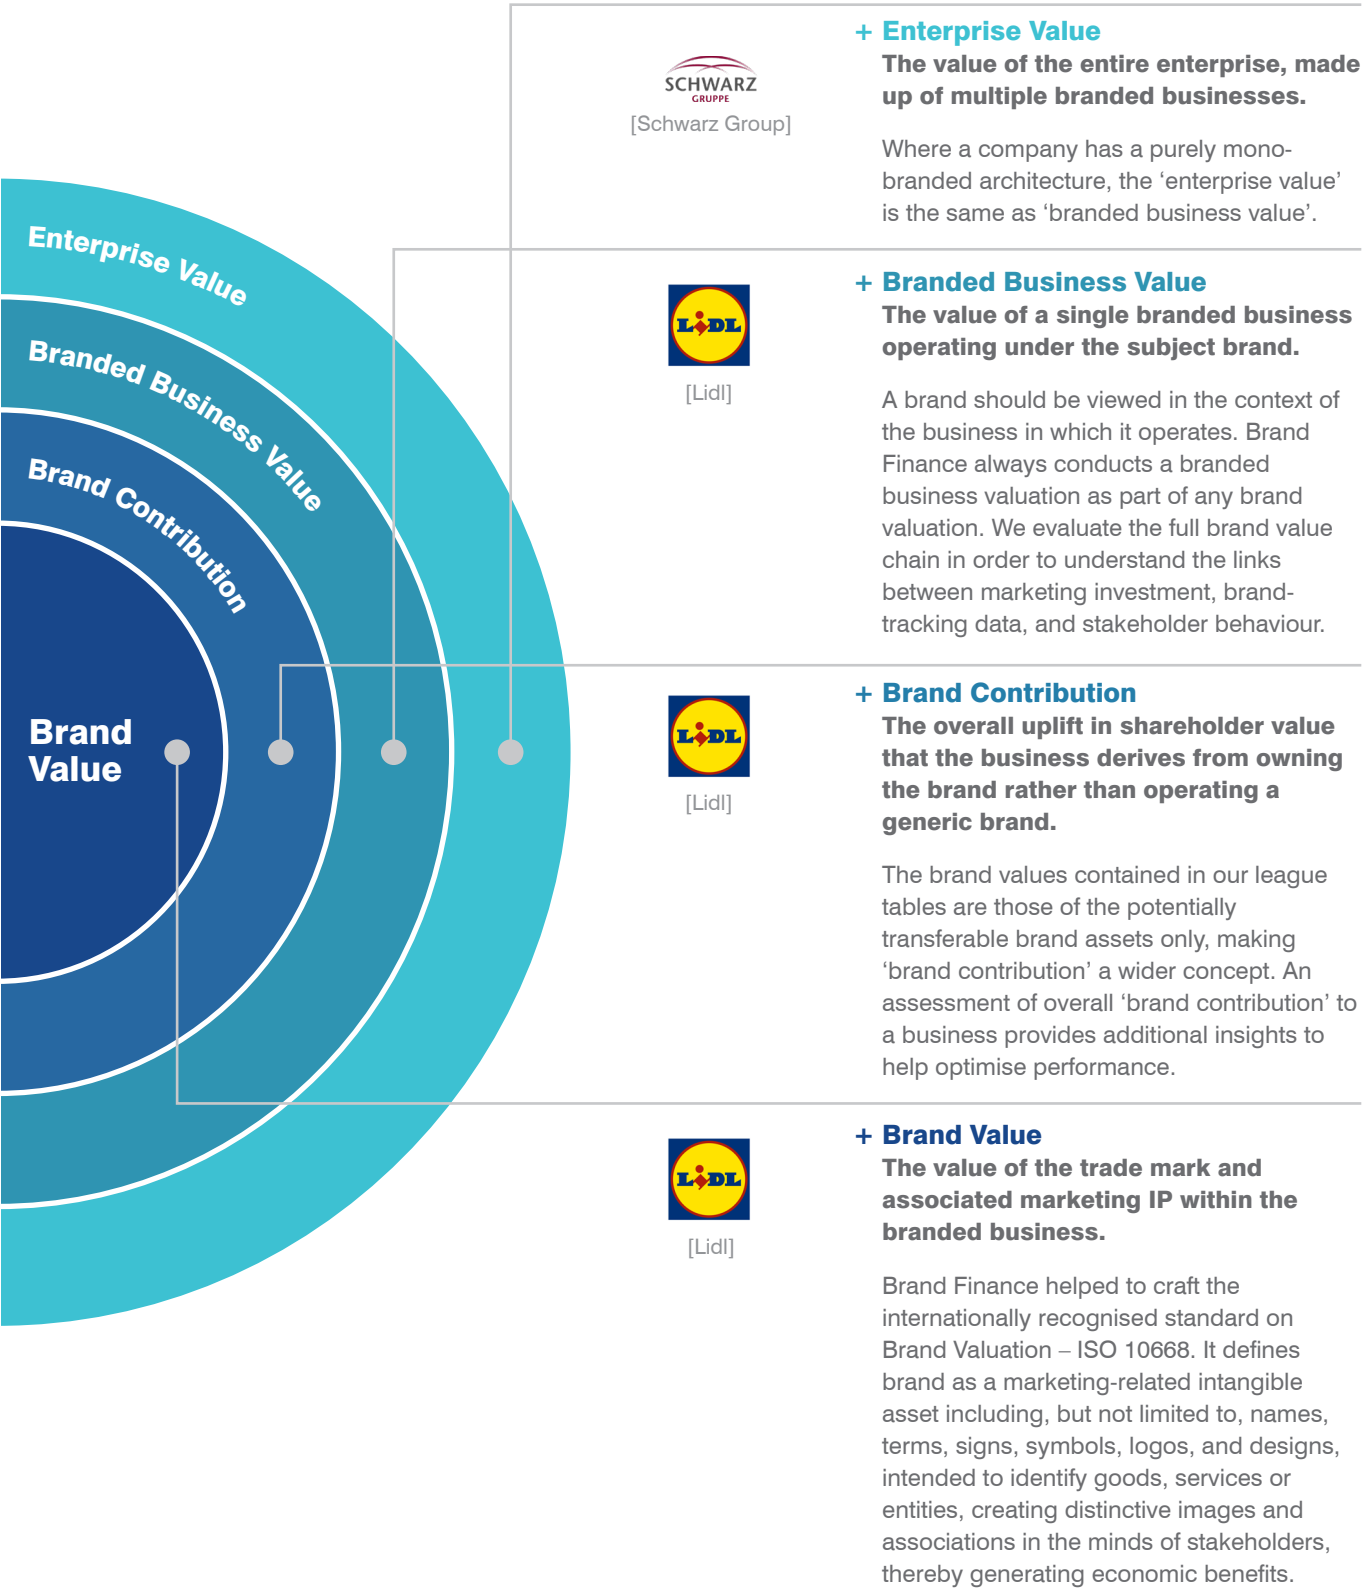 Enterprise Value
Branded Business Value
Brand Contribution
Brand
Value
SCHWARZ
GRUPPE
[Schwarz Group]
+ Enterprise Value
The value of the entire enterprise, made
up of multiple branded businesses.
Where a company has a purely mono-
branded architecture, the ‘enterprise value’
is the same as ‘branded business value’.
LIDL
[Lidl]
+ Branded Business Value
The value of a single branded business
operating under the subject brand.
A brand should be viewed in the context of
the business in which it operates. Brand
Finance always conducts a branded
business valuation as part of any brand
valuation. We evaluate the full brand value
chain in order to understand the links
between marketing investment, brand-
tracking data, and stakeholder behaviour.
LIDL
[Lidl]
+ Brand Contribution
The overall uplift in shareholder value
that the business derives from owning
the brand rather than operating a
generic brand.
The brand values contained in our league
tables are those of the potentially
transferable brand assets only, making
‘brand contribution’ a wider concept. An
assessment of overall ‘brand contribution’ to
a business provides additional insights to
help optimise performance.
LIDL
[Lidl]
+ Brand Value
The value of the trade mark and
associated marketing IP within the
branded business.
Brand Finance helped to craft the
internationally recognised standard on
Brand Valuation – ISO 10668. It defines
brand as a marketing-related intangible
asset including, but not limited to, names,
terms, signs, symbols, logos, and designs,
intended to identify goods, services or
entities, creating distinctive images and
associations in the minds of stakeholders,
thereby generating economic benefits.